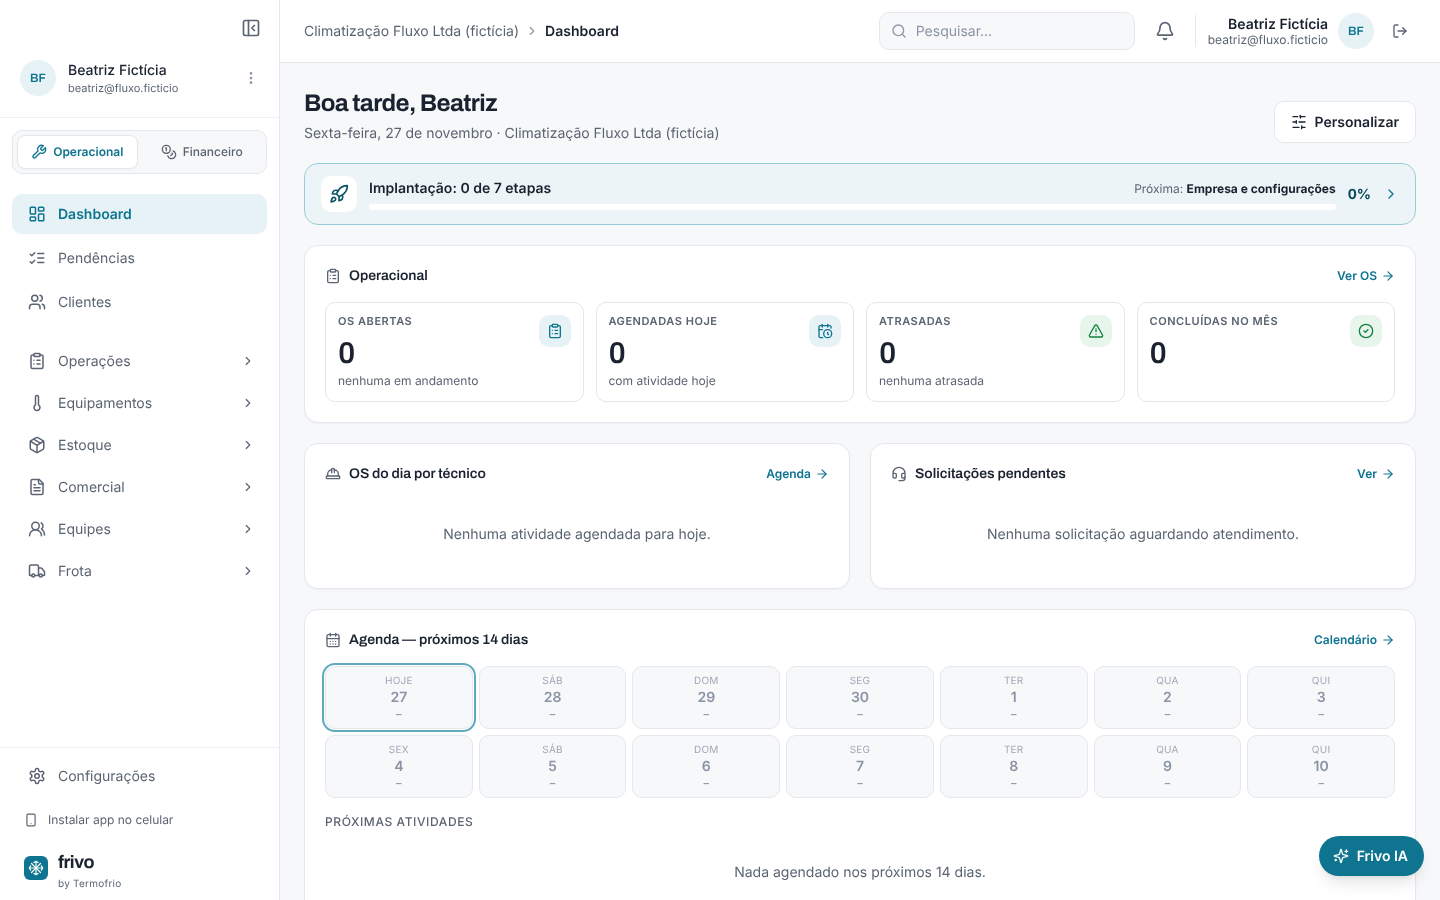 BF
Beatriz Fictícia
beatriz@fluxo.ficticio
Operacional
Financeiro
Dashboard
Pendências
Clientes
Operações
Equipamentos
Estoque
Comercial
Equipes
Frota
Configurações
Instalar app no celular
frivo
by Termofrio
Climatização Fluxo Ltda (fictícia) > Dashboard
Pesquisar...
Beatriz Fictícia
beatriz@fluxo.ficticio
BF
Boa tarde, Beatriz
Sexta-feira, 27 de novembro · Climatização Fluxo Ltda (fictícia)
Personalizar
Implantação: 0 de 7 etapas
Próxima: Empresa e configurações
0%
Operacional
Ver OS →
OS ABERTAS
0
nenhuma em andamento
AGENDADAS HOJE
0
com atividade hoje
ATRASADAS
0
nenhuma atrasada
CONCLUÍDAS NO MÊS
0
OS do dia por técnico
Agenda →
Nenhuma atividade agendada para hoje.
Solicitações pendentes
Ver →
Nenhuma solicitação aguardando atendimento.
Agenda — próximos 14 dias
Calendário →
HOJE
27
–
SÁB
28
–
DOM
29
–
SEG
30
–
TER
1
–
QUA
2
–
QUI
3
–
SEX
4
–
SÁB
5
–
DOM
6
–
SEG
7
–
TER
8
–
QUA
9
–
QUI
10
–
PRÓXIMAS ATIVIDADES
Nada agendado nos próximos 14 dias.
Frivo IA